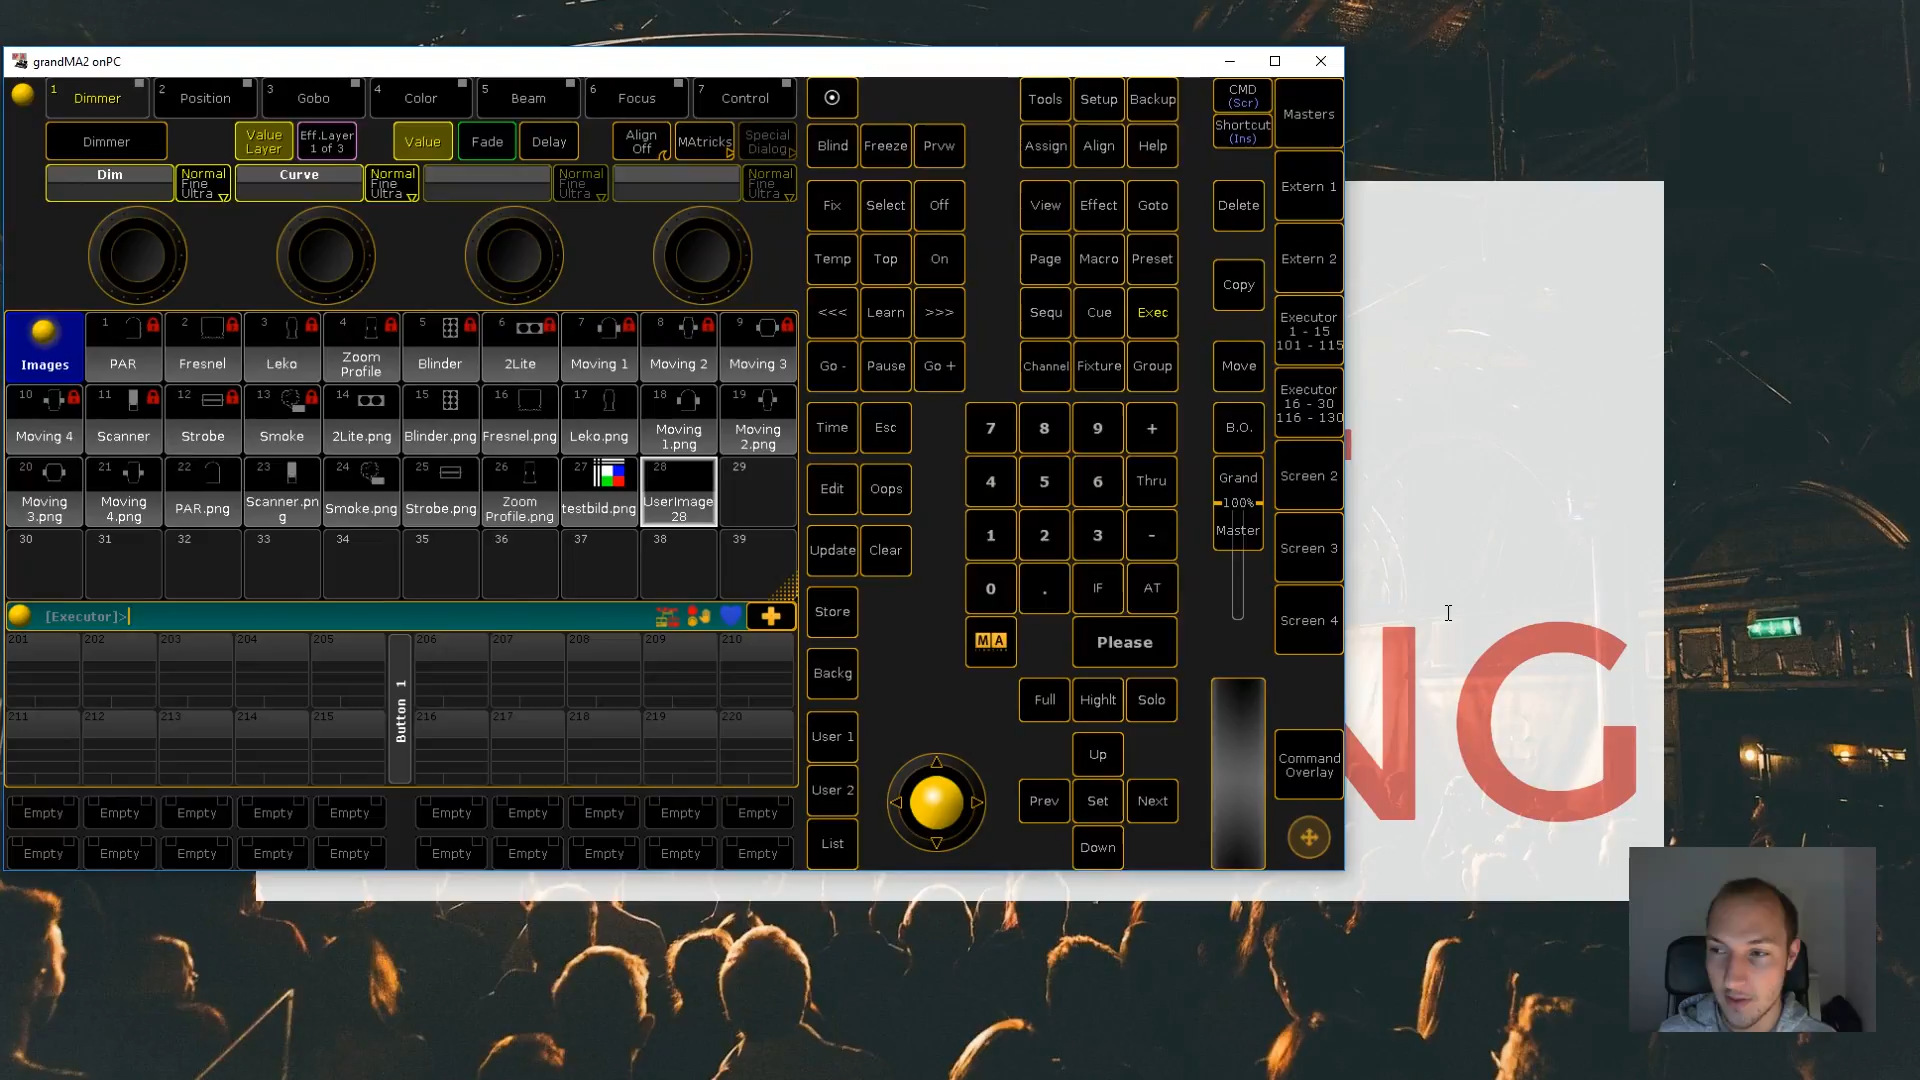 grandMA2 onPC
1 Dimmer 2 Position 3 Gobo 4 Color 5 Beam 6 Focus 7 Control
Dimmer Value Layer Eff.Layer 1 of 3 Value Fade Delay Align Off MAtricks Special Dialog
Dim Normal Fine Ultra Curve Normal Fine Ultra Normal Fine Ultra Normal Fine Ultra
Images 1 PAR 2 Fresnel 3 Leko 4 Zoom Profile 5 Blinder 6 2Lite 7 Moving 1 8 Moving 2 9 Moving 3
10 Moving 4 11 Scanner 12 Strobe 13 Smoke 14 2Lite.png 15 Blinder.png 16 Fresnel.png 17 Leko.png 18 Moving 1.png 19 Moving 2.png
20 Moving 3.png 21 Moving 4.png 22 PAR.png 23 Scanner.png 24 Smoke.png 25 Strobe.png 26 Zoom Profile.png 27 testbild.png 28 UserImage 28 29
30 31 32 33 34 35 36 37 38 39
[Executor]>
201 202 203 204 205 206 207 208 209 210
211 212 213 214 215 Button 1 216 217 218 219 220
Empty Empty Empty Empty Empty Empty Empty Empty Empty Empty
Empty Empty Empty Empty Empty Empty Empty Empty Empty Empty
Tools Setup Backup
Blind Freeze Prvw Assign Align Help
Fix Select Off View Effect Goto
Temp Top On Page Macro Preset
<<< Learn >>> Sequ Cue Exec
Go - Pause Go + Channel Fixture Group
Time Esc 7 8 9 +
Edit Oops 4 5 6 Thru
Update Clear 1 2 3 -
Store 0 . IF AT
MA Please
Backg
Full Highlt Solo
User 1 Up
User 2 Prev Set Next
List Down
CMD (Scr)
Shortcut (Ins)
Delete
Copy
Move
B.O.
Grand
100%
Master
Masters
Extern 1
Extern 2
Executor
1 - 15
101 - 115
Executor
16 - 30
116 - 130
Screen 2
Screen 3
Screen 4
Command
Overlay
NG